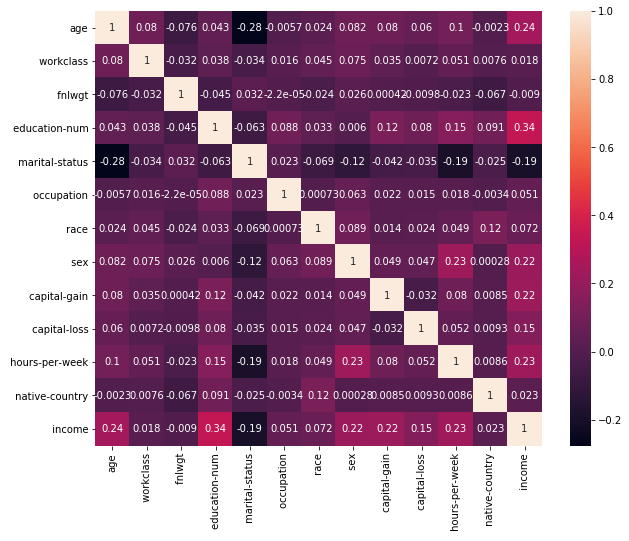 age 1 0.08 -0.076 0.043 -0.28 -0.0057 0.024 0.082 0.08 0.06 0.1 -0.0023 0.24
workclass 0.08 1 -0.032 0.038 -0.034 0.016 0.045 0.075 0.035 0.0072 0.051 0.0076 0.018
fnlwgt -0.076 -0.032 1 -0.045 0.032 -2.2e-05 -0.024 0.026 0.00042 -0.0098 -0.023 -0.067 -0.009
education-num 0.043 0.038 -0.045 1 -0.063 0.088 0.033 0.006 0.12 0.08 0.15 0.091 0.34
marital-status -0.28 -0.034 0.032 -0.063 1 0.023 -0.069 -0.12 -0.042 -0.035 -0.19 -0.025 -0.19
occupation -0.0057 0.016 -2.2e-05 0.088 0.023 1 0.00073 0.063 0.022 0.015 0.018 -0.0034 0.051
race 0.024 0.045 -0.024 0.033 -0.069 0.00073 1 0.089 0.014 0.024 0.049 0.12 0.072
sex 0.082 0.075 0.026 0.006 -0.12 0.063 0.089 1 0.049 0.047 0.23 0.00028 0.22
capital-gain 0.08 0.035 0.00042 0.12 -0.042 0.022 0.014 0.049 1 -0.032 0.08 0.0085 0.22
capital-loss 0.06 0.0072 -0.0098 0.08 -0.035 0.015 0.024 0.047 -0.032 1 0.052 0.0093 0.15
hours-per-week 0.1 0.051 -0.023 0.15 -0.19 0.018 0.049 0.23 0.08 0.052 1 0.0086 0.23
native-country -0.0023 0.0076 -0.067 0.091 -0.025 -0.0034 0.12 0.00028 0.0085 0.0093 0.0086 1 0.023
income 0.24 0.018 -0.009 0.34 -0.19 0.051 0.072 0.22 0.22 0.15 0.23 0.023 1
age
workclass
fnlwgt
education-num
marital-status
occupation
race
sex
capital-gain
capital-loss
hours-per-week
native-country
income
1.0
0.8
0.6
0.4
0.2
0.0
−0.2